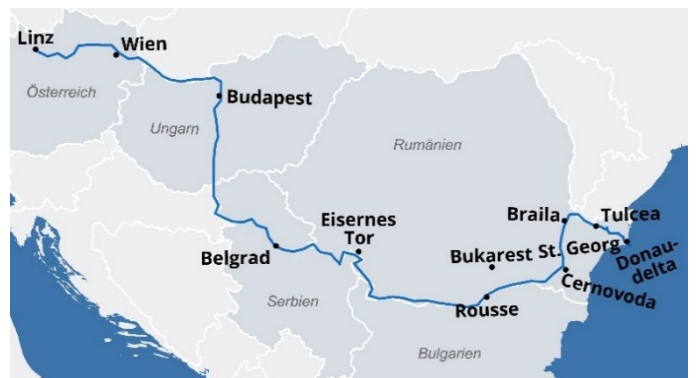 Linz
Wien
Österreich
Budapest
Ungarn
Rumänien
Eisernes
Tor
Braila
Tulcea
Belgrad
Bukarest
St. Georg
Donau-
delta
Cernovoda
Serbien
Rousse
Bulgarien